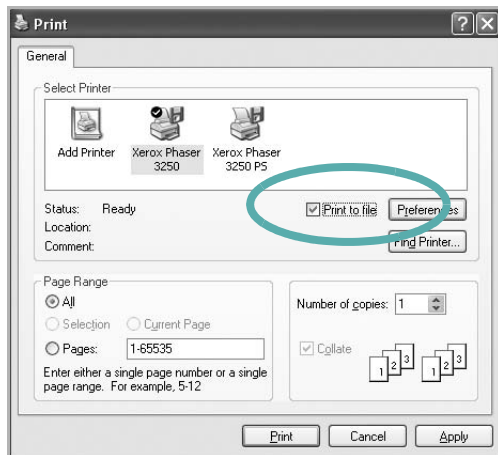 Print
General
Select Printer
Add Printer
Xerox Phaser
3250
Xerox Phaser
3250 PS
Status: Ready
Print to file
Preferences
Location:
Comment:
Find Printer...
Page Range
All
Selection
Current Page
Pages: 1-65535
Enter either a single page number or a single
page range. For example, 5-12
Number of copies: 1
Collate
1 2 3 1 2 3
Print
Cancel
Apply